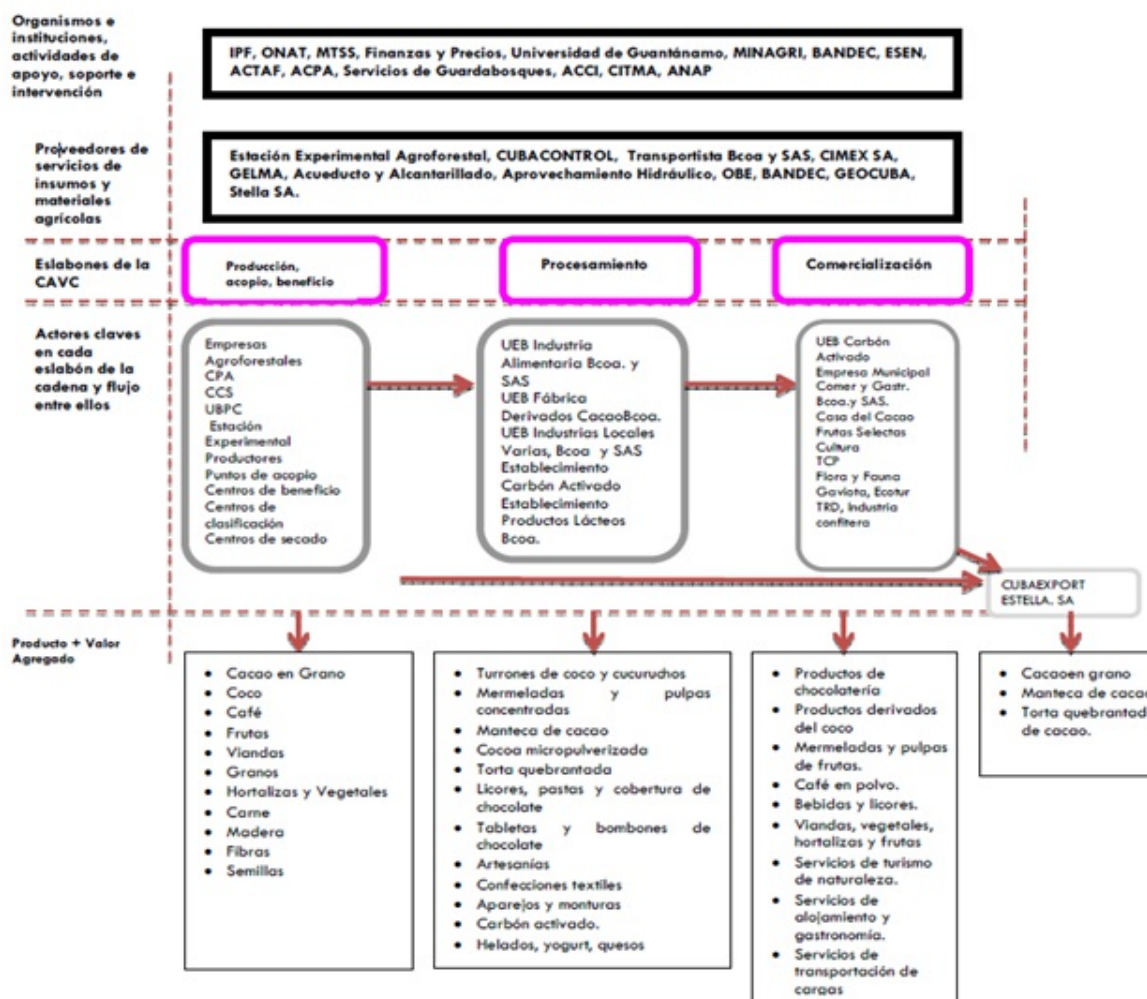 Organismos e
instituciones,
actividades de
apoyo, soporte e
intervención
IPF, ONAT, MTSS, Finanzas y Precios, Universidad de Guantánamo, MINAGRI, BANDEC, ESEN,
ACTAF, ACPA, Servicios de Guardabosques, ACCI, CITMA, ANAP
Proveedores de
servicios de
insumos y
materiales
agrícolas
Estación Experimental Agroforestal, CUBACONTROL, Transportista Bcoa y SAS, CIMEX SA,
GELMA, Acueducto y Alcantarillado, Aprovechamiento Hidráulico, OBE, BANDEC, GEOCUBA,
Stella SA.
Eslabones de la
CAVC
Producción,
acopio, beneficio
Procesamiento
Comercialización
Actores claves
en cada
eslabón de la
cadena y flujo
entre ellos
Empresas
Agroforestales
CPA
CCS
UBPC
Estación
Experimental
Productores
Puntos de acopio
Centros de beneficio
Centros de
clasificación
Centros de secado
UEB Industria
Alimentaria Bcoa. y
SAS
UEB Fábrica
Derivados CacaoBcoa.
UEB Industrias Locales
Varias, Bcoa y SAS
Establecimiento
Carbón Activado
Establecimiento
Productos Lácteos
Bcoa.
UEB Carbón
Activado
Empresa Municipal
Comer y Gastr.
Bcoa.y SAS.
Casa del Cacao
Frutas Selectas
Cultura
TCP
Flora y Fauna
Gaviota, Ecotur
TRD, Industria
confitera
CUBAEXPORT
ESTELLA. SA
Producto + Valor
Agregado
• Cacao en Grano
• Coco
• Café
• Frutas
• Viandas
• Granos
• Hortalizas y Vegetales
• Carne
• Madera
• Fibras
• Semillas
• Turrones de coco y cucuruchos
• Mermeladas y pulpas
concentradas
• Manteca de cacao
• Cocoa micropulverizada
• Torta quebrantada
• Licores, pastas y cobertura de
chocolate
• Tabletas y bombones de
chocolate
• Artesanías
• Confecciones textiles
• Aparejos y monturas
• Carbón activado.
• Helados, yogurt, quesos
• Productos de
chocolatería
• Productos derivados
del coco
• Mermeladas y pulpas
de frutas.
• Café en polvo.
• Bebidas y licores.
• Viandas, vegetales,
hortalizas y frutas
• Servicios de turismo
de naturaleza.
• Servicios de
alojamiento y
gastronomía.
• Servicios de
transportación de
cargas
• Cacaoen grano
• Manteca de cacao
• Torta quebrantad
de cacao.